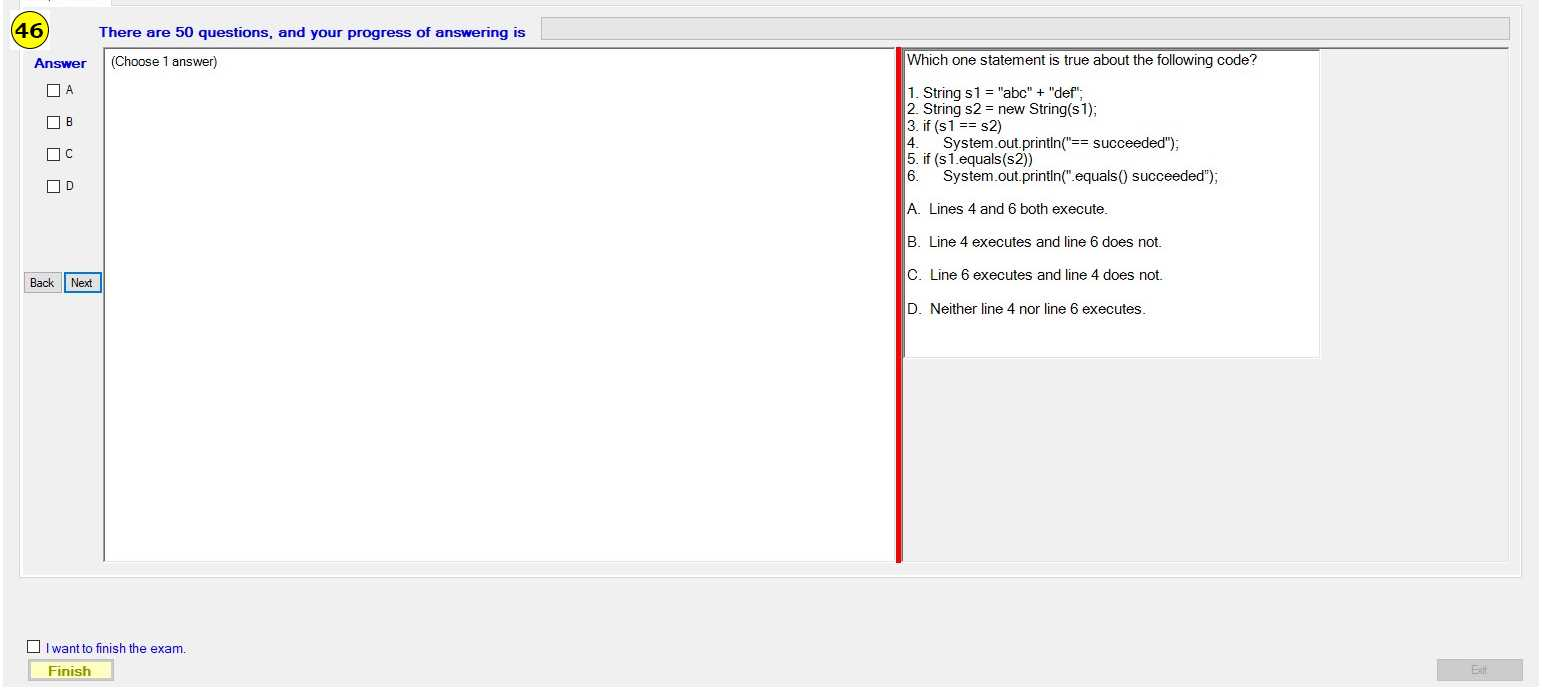 46
There are 50 questions, and your progress of answering is
Answer
A
B
C
D
Back
Next
(Choose 1 answer)
Which one statement is true about the following code?
1. String s1 = "abc" + "def";
2. String s2 = new String(s1);
3. if (s1 == s2)
4. System.out.println("== succeeded");
5. if (s1.equals(s2))
6. System.out.println(".equals() succeeded");
A. Lines 4 and 6 both execute.
B. Line 4 executes and line 6 does not.
C. Line 6 executes and line 4 does not.
D. Neither line 4 nor line 6 executes.
I want to finish the exam.
Finish
Exit